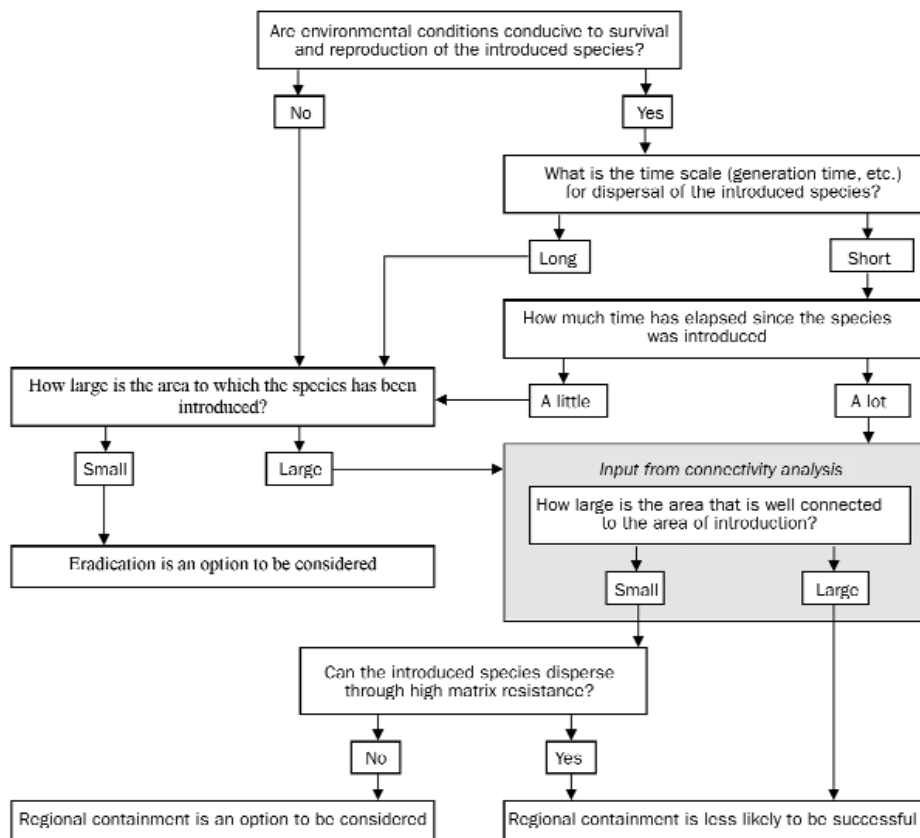 Are environmental conditions conducive to survival
and reproduction of the introduced species?
No
Yes
What is the time scale (generation time, etc.)
for dispersal of the introduced species?
Long
Short
How much time has elapsed since the species
was introduced
How large is the area to which the species has been
introduced?
A little
A lot
Small
Large
Input from connectivity analysis
How large is the area that is well connected
to the area of introduction?
Eradication is an option to be considered
Small
Large
Can the introduced species disperse
through high matrix resistance?
No
Yes
Regional containment is an option to be considered
Regional containment is less likely to be successful